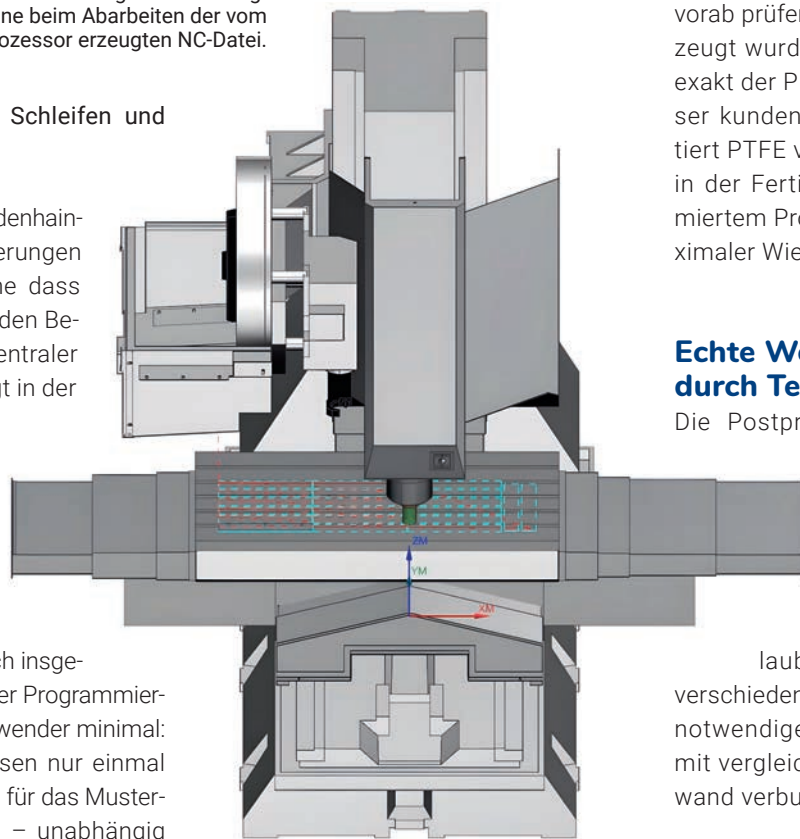 ne beim Abarbeiten der vom
ozessor erzeugten NC-Datei.
Schleifen und
denhain-
erungen
ne dass
den Be-
entraler
gt in der
ch insge-
er Programmier-
wender minimal:
sen nur einmal
für das Muster-
– unabhängig
ZM
YM
XM
vorab prüfen
zeugt wurd
exakt der P
ser kunden
tiert PTFE v
in der Ferti
miertem Pro
ximaler Wie
Echte We
durch Te
Die Postpr
laub
verschieden
notwendige
mit vergleic
wand verbu